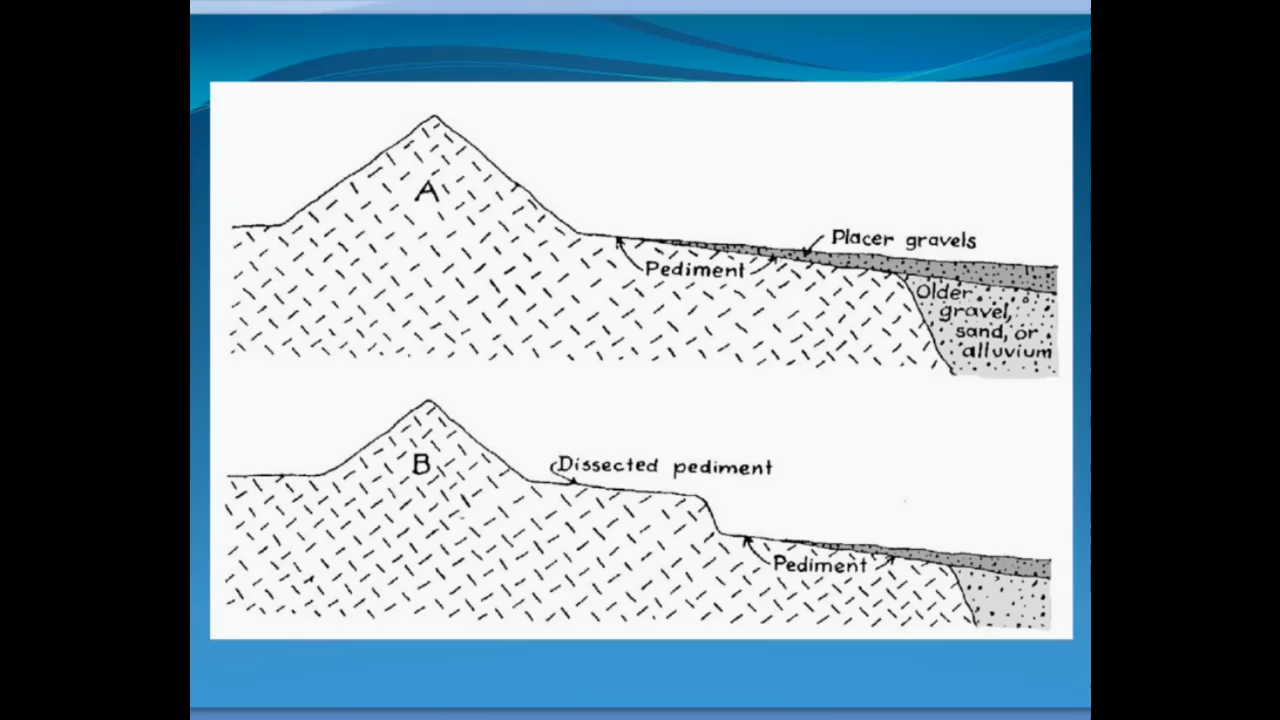 A
Placer gravels
Pediment
Older
gravel,
sand, or
alluvium
B
Dissected pediment
Pediment